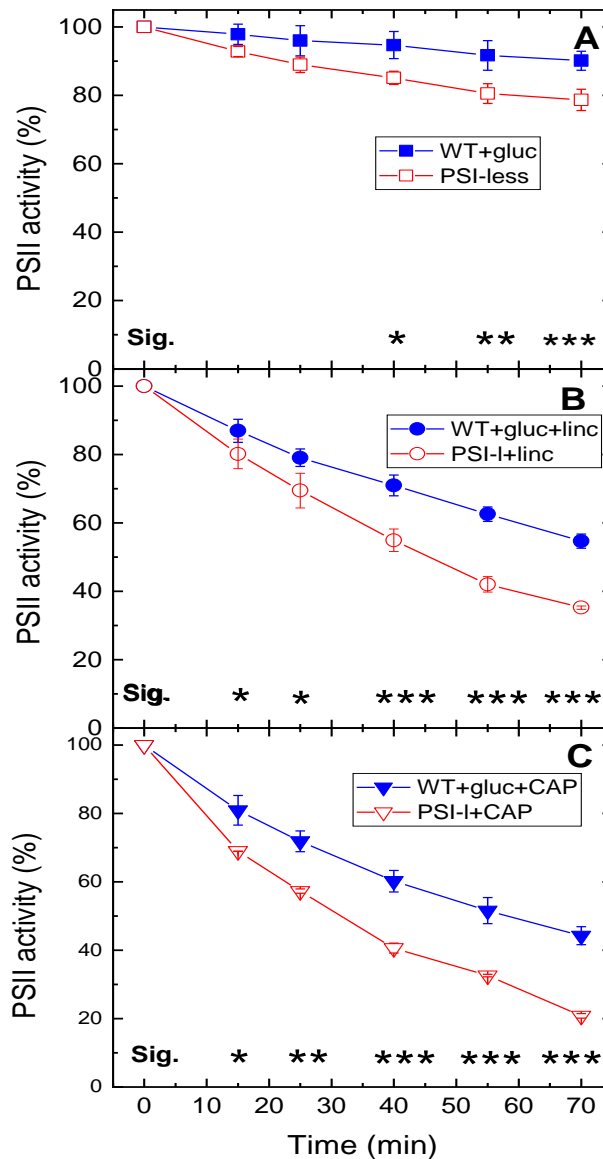 100
A
80
WT+gluc
PSI-less
60
40
20
Sig. * ** ***
0
PSII activity (%)
100
B
80
WT+gluc+linc
PSI-l+linc
60
40
20
Sig. * * *** *** ***
0
PSII activity (%)
100
C
WT+gluc+CAP
PSI-l+CAP
80
60
40
20
Sig. * ** *** *** ***
0
PSII activity (%)
0 10 20 30 40 50 60 70
Time (min)